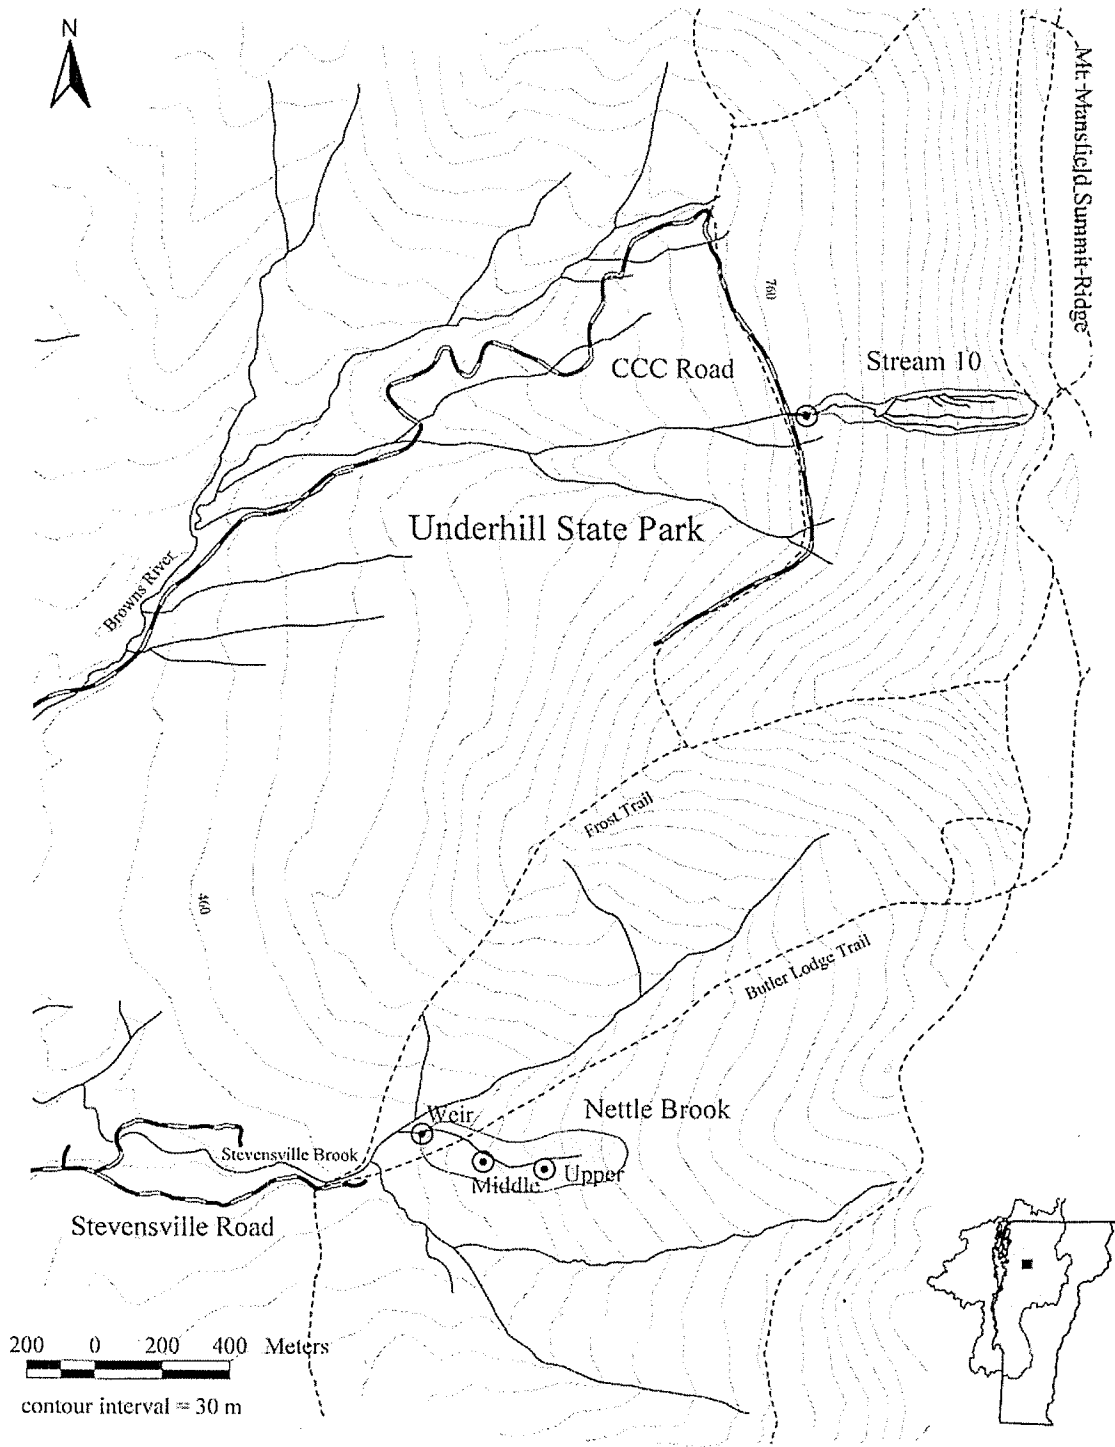 N
Mt. Mansfield Summit Ridge
760
Stream 10
CCC Road
Underhill State Park
Browns River
Frost Trail
460
Butler Lodge Trail
Nettle Brook
Weir
Stevensville Brook
Upper
Middle
Stevensville Road
200 0 200 400 Meters
contour interval = 30 m